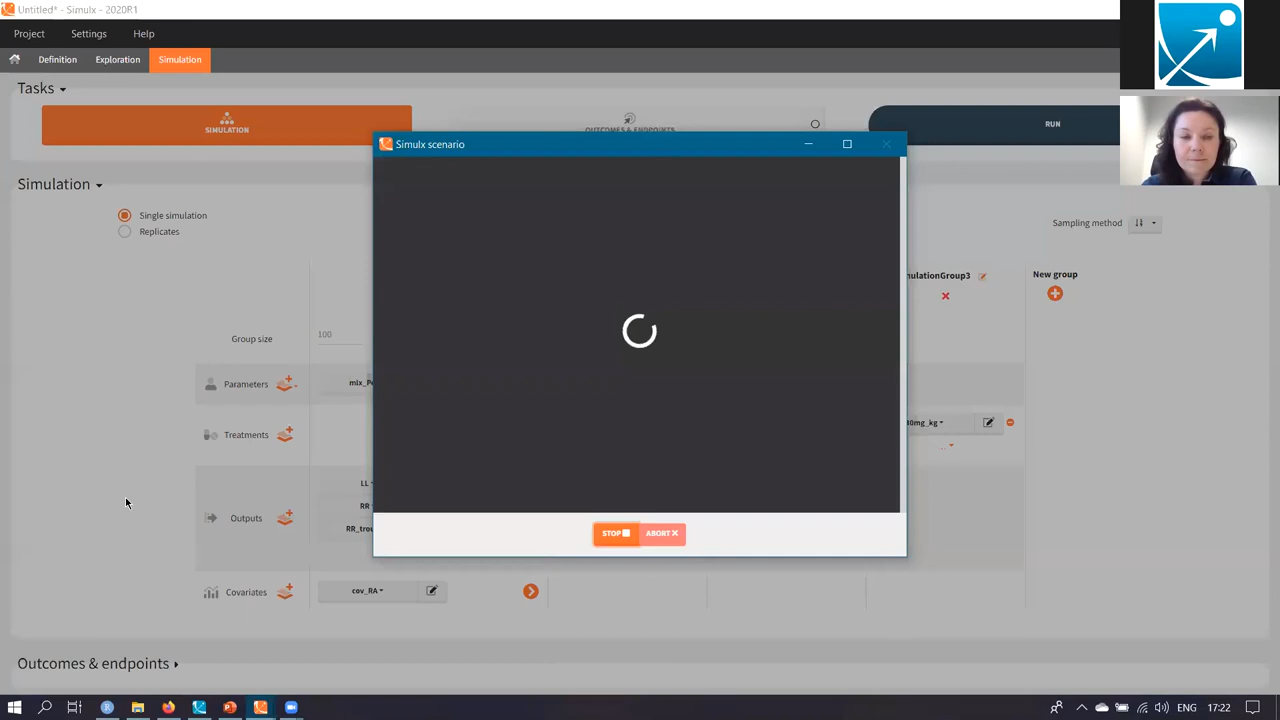 Untitled* - Simulx - 2020R1
Project Settings Help
Definition Exploration Simulation
Tasks
SIMULATION
OUTCOMES & ENDPOINTS
RUN
Simulx scenario
Simulation
Single simulation
Replicates
Sampling method
New group
Group size 100
Parameters
Treatments
Outputs
LL
RR
Covariates cov_RA
STOP ABORT
Outcomes & endpoints
ENG 17:22